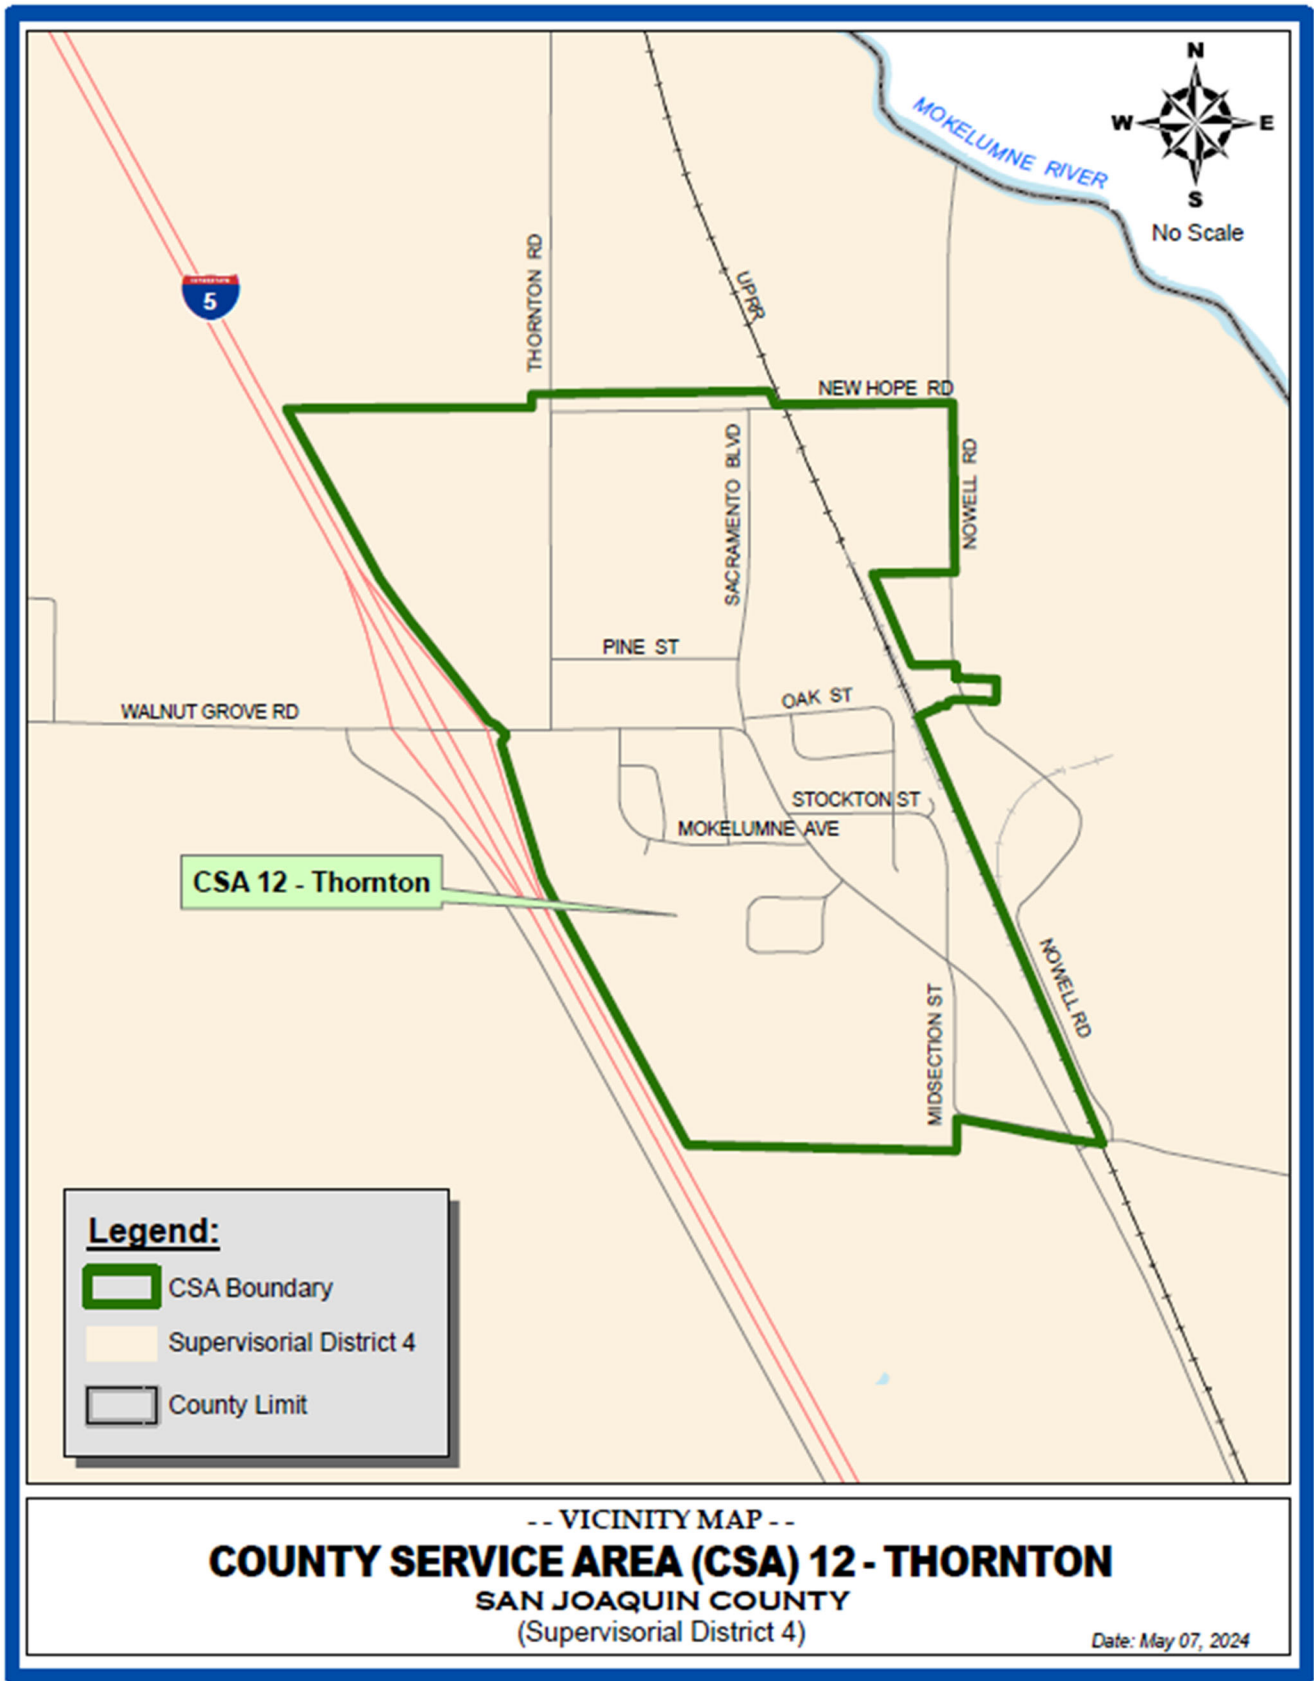 N
W
E
S
No Scale
MOKELUMNE RIVER
THORNTON RD
UPRR
5
NEW HOPE RD
SACRAMENTO BLVD
NOWELL RD
PINE ST
OAK ST
WALNUT GROVE RD
STOCKTON ST
MOKELUMNE AVE
CSA 12 - Thornton
NOWELL RD
MIDSECTION ST
Legend:
CSA Boundary
Supervisorial District 4
County Limit
- - VICINITY MAP - -
COUNTY SERVICE AREA (CSA) 12 - THORNTON
SAN JOAQUIN COUNTY
(Supervisorial District 4)
Date: May 07, 2024